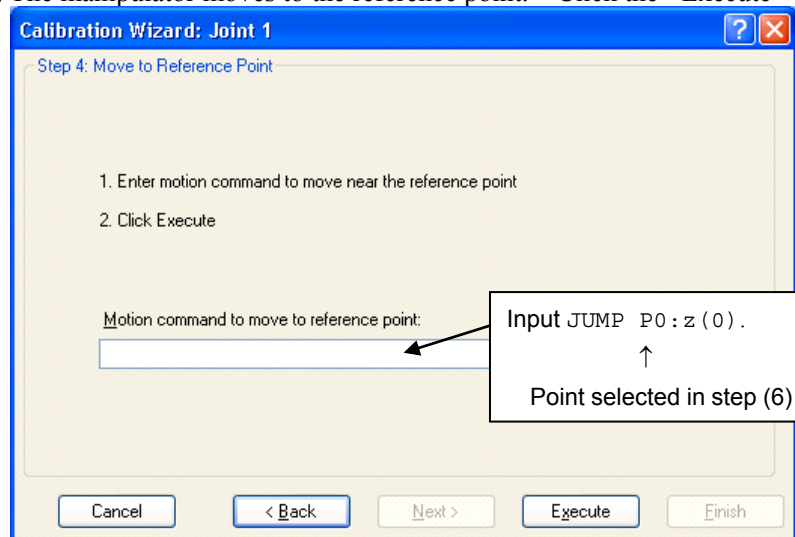 The manipulator moves to the reference point. Click the "Execute"
Calibration Wizard: Joint 1
Step 4: Move to Reference Point
1. Enter motion command to move near the reference point
2. Click Execute
Motion command to move to reference point:
Input JUMP P0:z(0).
↑
Point selected in step (6)
Cancel
< Back
Next >
Execute
Finish